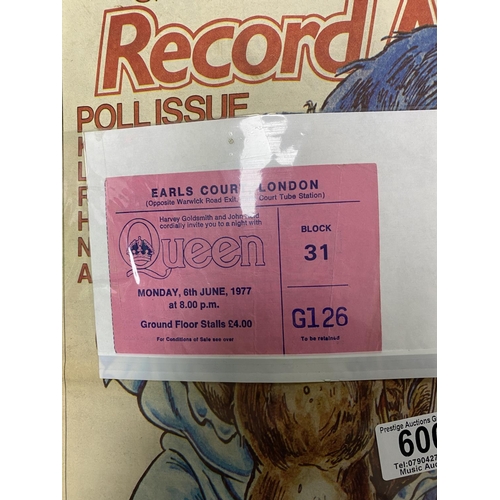 Record A
POLL ISSUE
EARLS COURT, LONDON
(Opposite Warwick Road Exit, Court Tube Station)
Harvey Goldsmith and John
cordially invite you to a night with
Queen
MONDAY, 6th JUNE, 1977
at 8.00 p.m.
Ground Floor Stalls £4.00
For Conditions of Sale see over
BLOCK
31
G126
To be retained
H
L
F
H
N
A
Prestige Auctions G
600
Tel:0790427
Music Auc